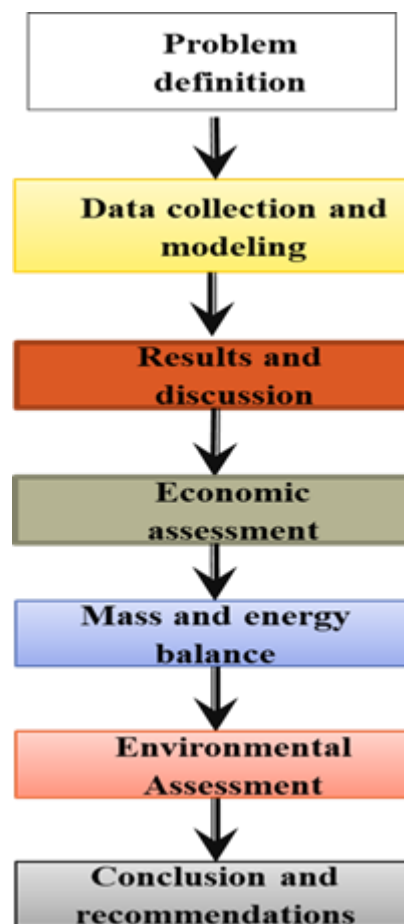 Problem
definition
Data collection and
modeling
Results and
discussion
Economic
assessment
Mass and energy
balance
Environmental
Assessment
Conclusion and
recommendations